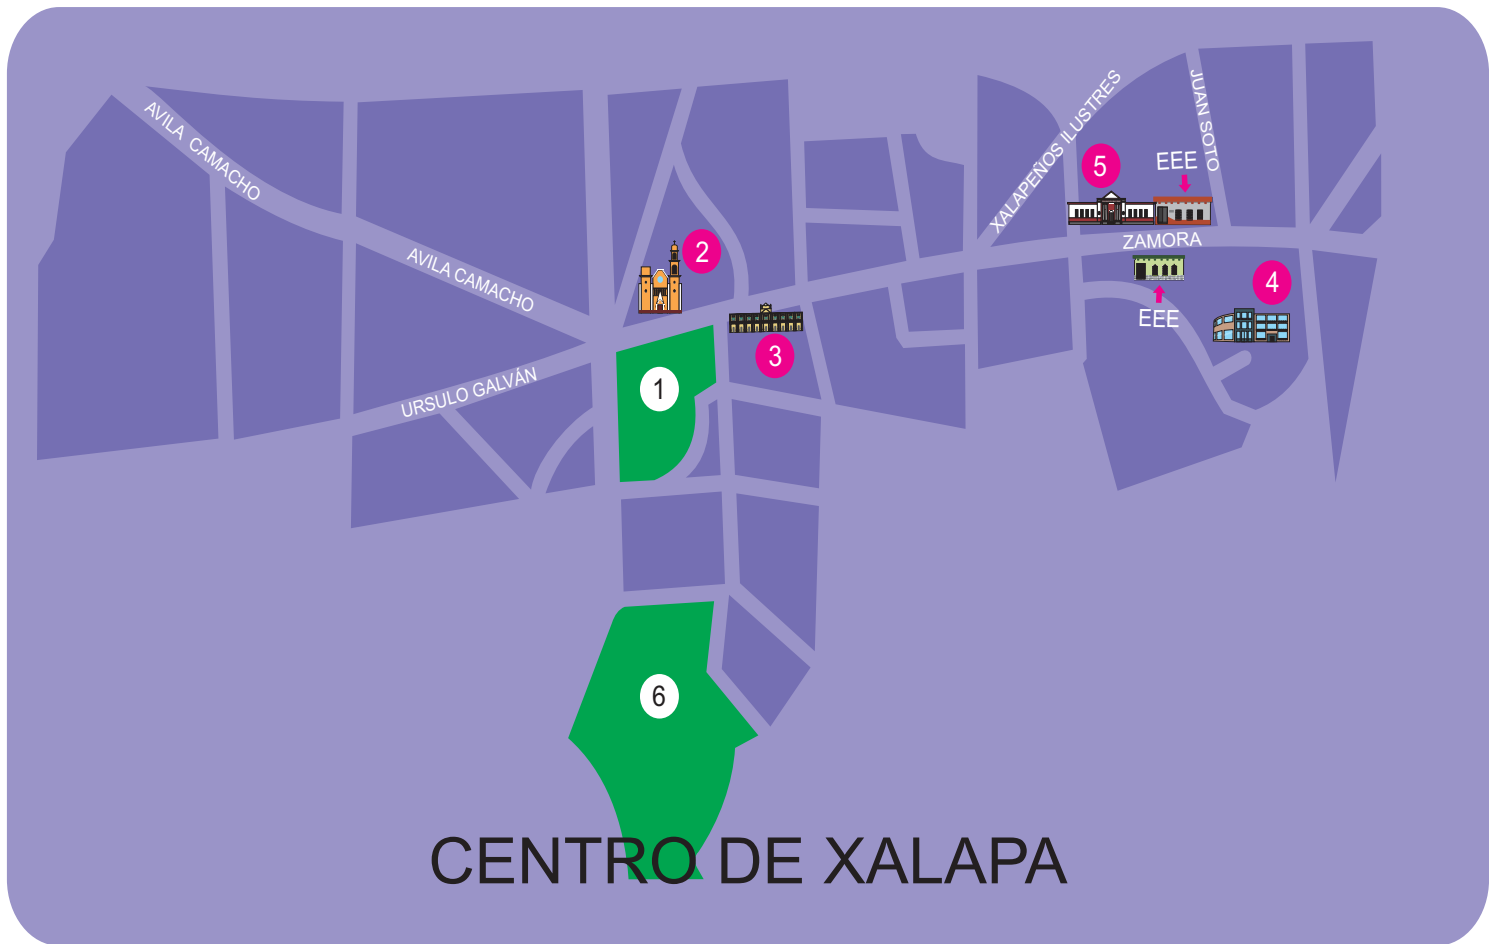 AVILA CAMACHO
AVILA CAMACHO
URSULO GALVÁN
XALAPEÑOS ILUSTRES
JUAN SOTO
ZAMORA
EEE
EEE
1
2
3
4
5
6
CENTRO DE XALAPA